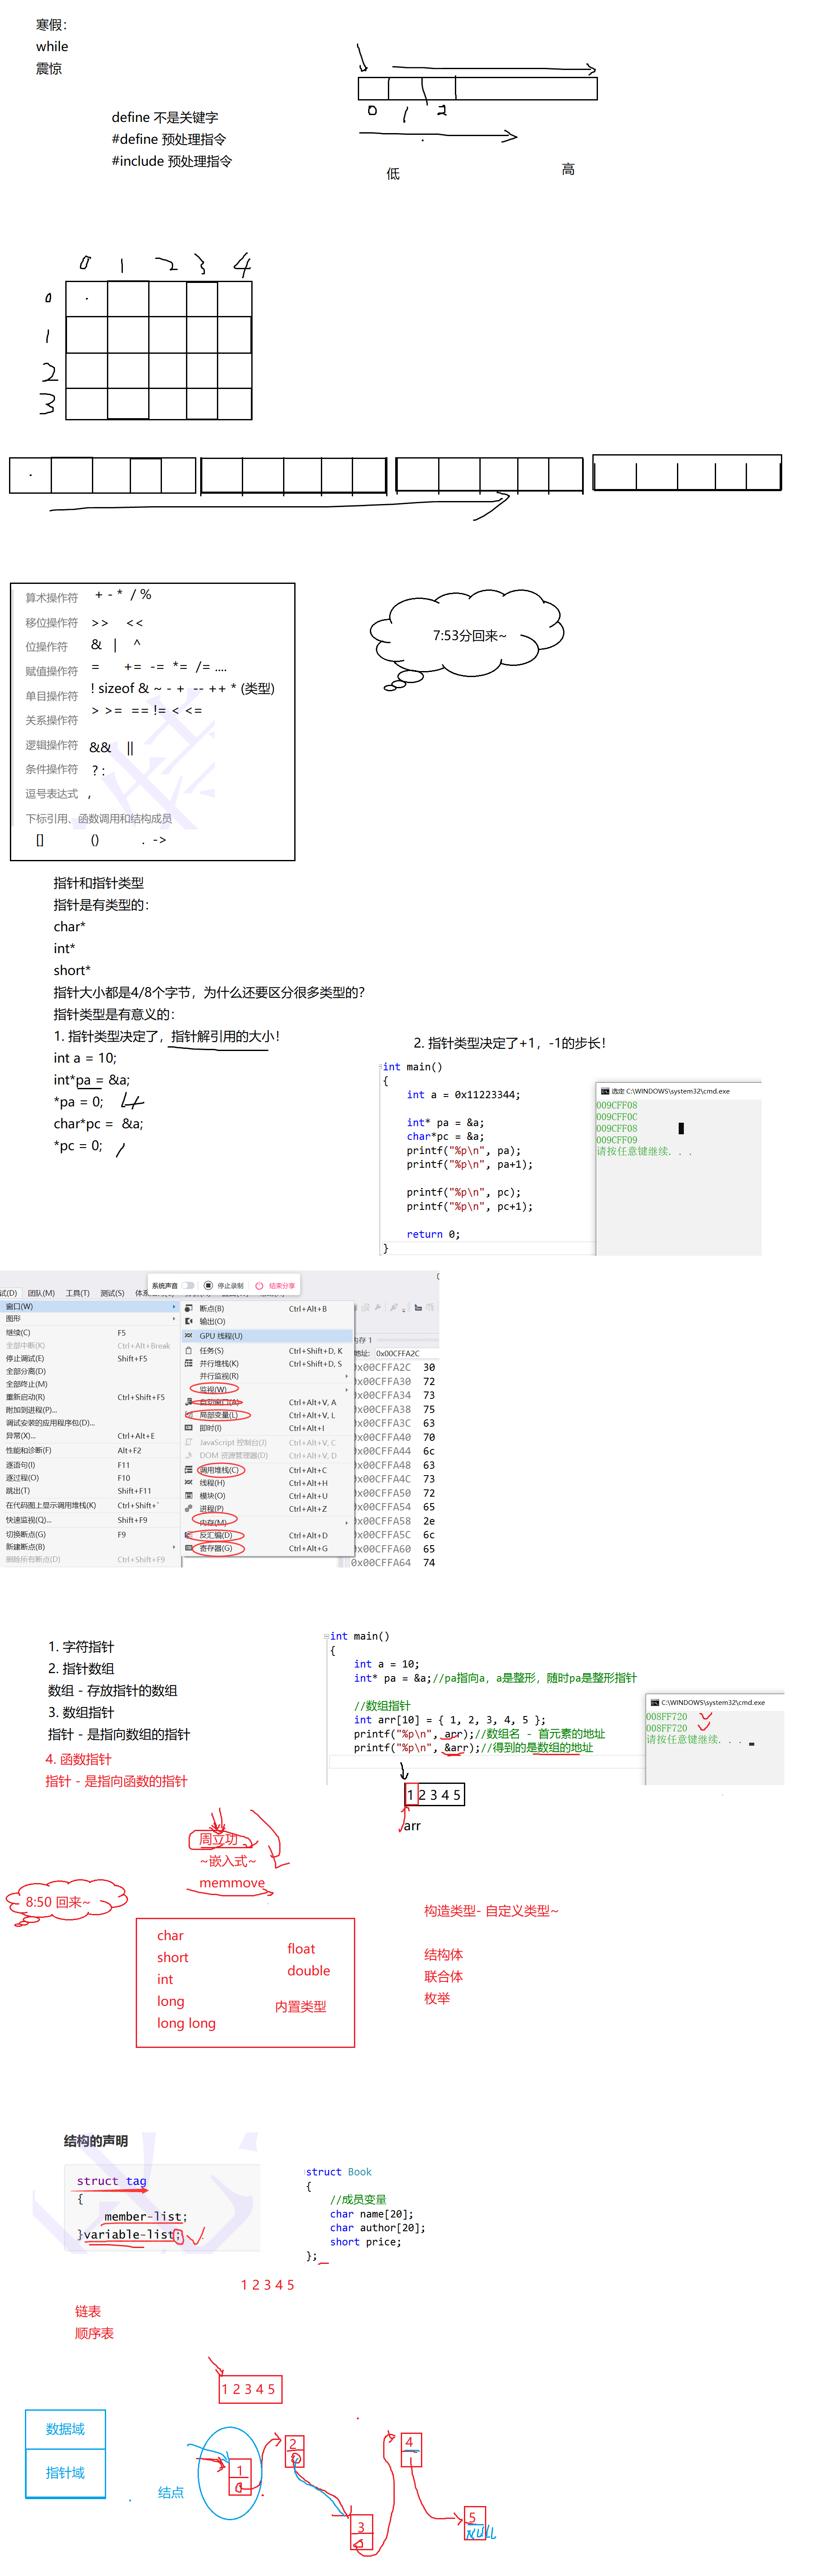 寒假：
while
震惊
define 不是关键字
#define 预处理指令
#include 预处理指令
0 1 2
低 高
0 1 2 3 4
0
1
2
3
算术操作符 + - * / %
移位操作符 >> <<
位操作符 & | ^
赋值操作符 = += -= *= /= ....
单目操作符 ! sizeof & ~ - + -- ++ * (类型)
关系操作符 > >= == != < <=
逻辑操作符 && ||
条件操作符 ? :
逗号表达式 ,
下标引用、函数调用和结构成员
[] () . ->
7:53分回来~
指针和指针类型
指针是有类型的：
char*
int*
short*
指针大小都是4/8个字节，为什么还要区分很多类型的？
指针类型是有意义的：
1. 指针类型决定了，指针解引用的大小！
int a = 10;
int*pa = &a;
*pa = 0; 4
char*pc = &a;
*pc = 0; 1
2. 指针类型决定了+1，-1的步长！
int main()
{
int a = 0x11223344;
int* pa = &a;
char*pc = &a;
printf("%p\n", pa);
printf("%p\n", pa+1);
printf("%p\n", pc);
printf("%p\n", pc+1);
return 0;
}
选定 C:\WINDOWS\system32\cmd.exe
009CFF08
009CFF0C
009CFF08
009CFF09
请按任意键继续. . .
系统声音 停止录制 结束分享
试(D) 团队(M) 工具(T) 测试(S)
窗口(W)
图形
继续(C) F5
全部中断(K) Ctrl+Alt+Break
停止调试(E) Shift+F5
全部分离(D)
全部终止(M)
重新启动(R) Ctrl+Shift+F5
附加到进程(P)...
调试安装的应用程序包(D)...
异常(X)... Ctrl+Alt+E
性能和诊断(F) Alt+F2
逐语句(I) F11
逐过程(O) F10
跳出(T) Shift+F11
在代码图上显示调用堆栈(K) Ctrl+Shift+`
快速监视(Q)... Shift+F9
切换断点(G) F9
新建断点(B)
删除所有断点(D) Ctrl+Shift+F9
断点(B) Ctrl+Alt+B
输出(O)
GPU 线程(U)
任务(S) Ctrl+Shift+D, K
并行堆栈(K) Ctrl+Shift+D, S
并行监视(R)
监视(W)
自动窗口(A) Ctrl+Alt+V, A
局部变量(L) Ctrl+Alt+V, L
即时(I) Ctrl+Alt+I
JavaScript 控制台(J) Ctrl+Alt+V, C
DOM 资源管理器(D) Ctrl+Alt+V, D
调用堆栈(C) Ctrl+Alt+C
线程(H) Ctrl+Alt+H
模块(O) Ctrl+Alt+U
进程(P) Ctrl+Alt+Z
内存(M)
反汇编(D) Ctrl+Alt+D
寄存器(G) Ctrl+Alt+G
内存 1
地址: 0x00CFFA2C
0x00CFFA2C 30
0x00CFFA30 72
0x00CFFA34 73
0x00CFFA38 75
0x00CFFA3C 63
0x00CFFA40 70
0x00CFFA44 6c
0x00CFFA48 63
0x00CFFA4C 73
0x00CFFA50 72
0x00CFFA54 65
0x00CFFA58 2e
0x00CFFA5C 6c
0x00CFFA60 65
0x00CFFA64 74
1. 字符指针
2. 指针数组
数组 - 存放指针的数组
3. 数组指针
指针 - 是指向数组的指针
4. 函数指针
指针 - 是指向函数的指针
int main()
{
int a = 10;
int* pa = &a;//pa指向a，a是整形，随时pa是整形指针
//数组指针
int arr[10] = { 1, 2, 3, 4, 5 };
printf("%p\n", arr);//数组名 - 首元素的地址
printf("%p\n", &arr);//得到的是数组的地址
C:\WINDOWS\system32\cmd.exe
008FF720
008FF720
请按任意键继续. . .
1 2 3 4 5
arr
周立功
~嵌入式~
memmove
8:50 回来~
char
short
int
long
long long
float
double
内置类型
构造类型- 自定义类型~
结构体
联合体
枚举
结构的声明
struct tag
{
member-list;
}variable-list;
struct Book
{
//成员变量
char name[20];
char author[20];
short price;
};
1 2 3 4 5
链表
顺序表
1 2 3 4 5
数据域
指针域
结点
1
2
3
4
5
NULL